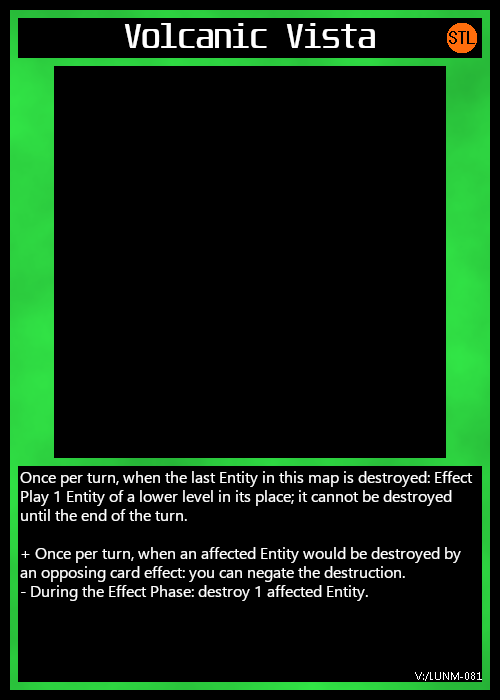 Volcanic Vista
STL
Once per turn, when the last Entity in this map is destroyed: Effect
Play 1 Entity of a lower level in its place; it cannot be destroyed
until the end of the turn.
+ Once per turn, when an affected Entity would be destroyed by
an opposing card effect: you can negate the destruction.
- During the Effect Phase: destroy 1 affected Entity.
V:/LUNM-081